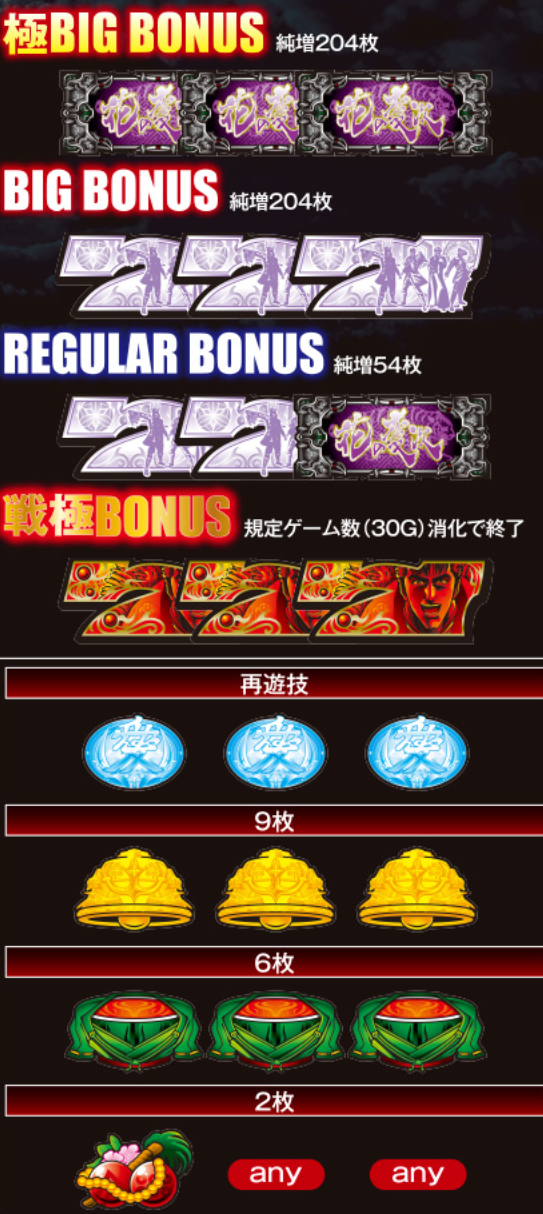 極BIG BONUS 純増204枚
BIG BONUS 純増204枚
REGULAR BONUS 純増54枚
戦極BONUS 規定ゲーム数(30G)消化で終了
再遊技
9枚
6枚
2枚
any any